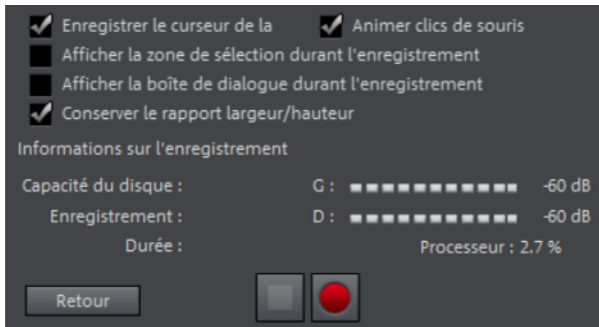 Enregistrer le curseur de la Animer clics de souris
Afficher la zone de sélection durant l'enregistrement
Afficher la boîte de dialogue durant l'enregistrement
Conserver le rapport largeur/hauteur
Informations sur l'enregistrement
Capacité du disque : G : -60 dB
Enregistrement : D : -60 dB
Durée : Processeur : 2.7 %
Retour